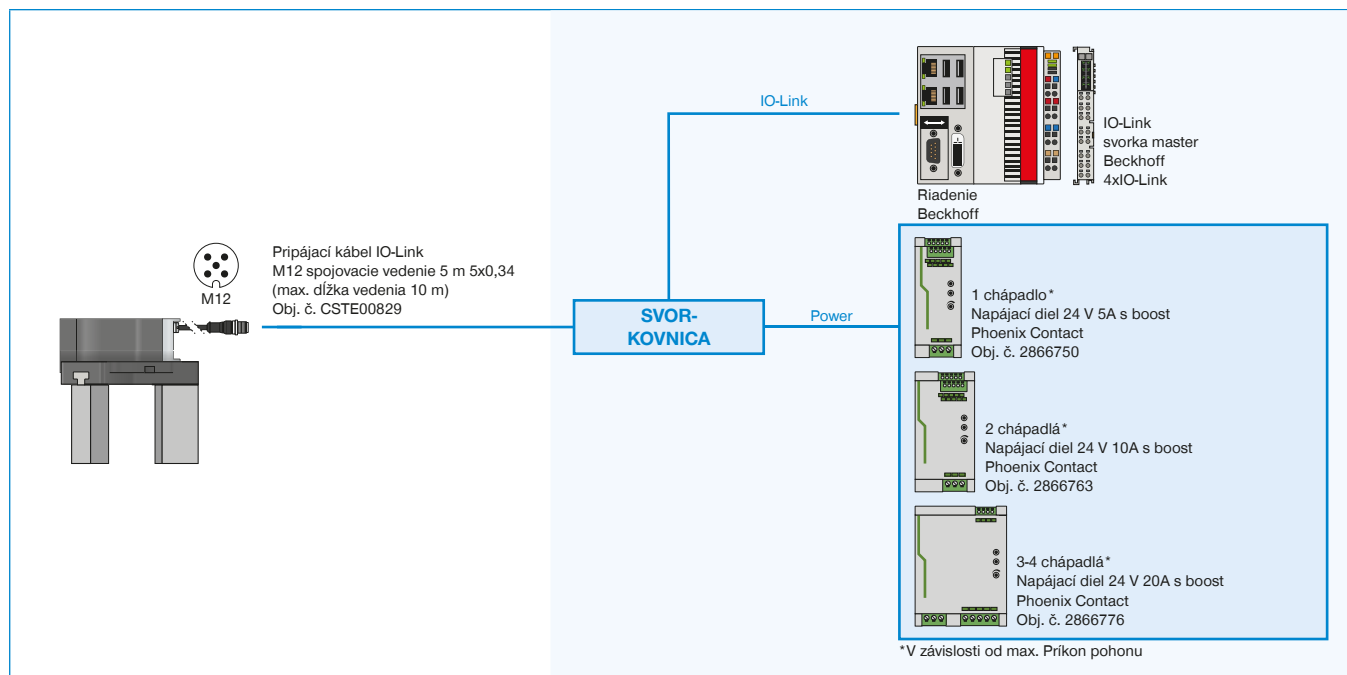 M12
Pripájací kábel IO-Link
M12 spojovacie vedenie 5 m 5x0,34
(max. dĺžka vedenia 10 m)
Obj. č. CSTE00829
SVOR-
KOVNICA
IO-Link
Power
Riadenie
Beckhoff
IO-Link
svorka master
Beckhoff
4xIO-Link
1 chápadlo*
Napájací diel 24 V 5A s boost
Phoenix Contact
Obj. č. 2866750
2 chápadlá*
Napájací diel 24 V 10A s boost
Phoenix Contact
Obj. č. 2866763
3-4 chápadlá*
Napájací diel 24 V 20A s boost
Phoenix Contact
Obj. č. 2866776
*V závislosti od max. Príkon pohonu